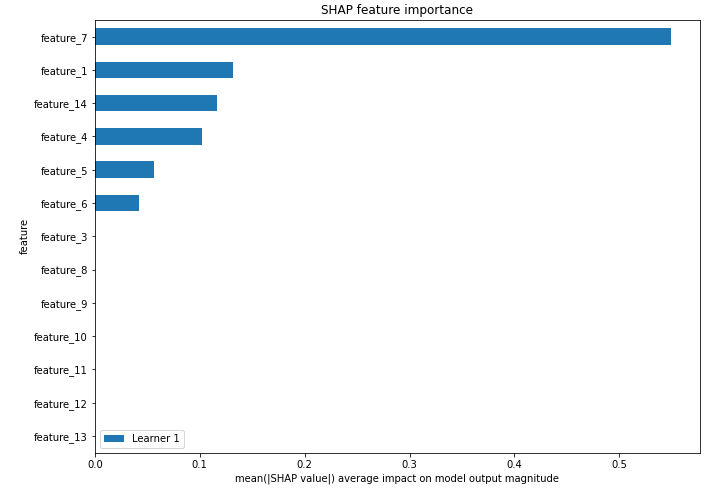 SHAP feature importance
feature_7
feature_1
feature_14
feature_4
feature_5
feature_6
feature_3
feature_8
feature_9
feature_10
feature_11
feature_12
feature_13
feature
Learner 1
0.0 0.1 0.2 0.3 0.4 0.5
mean(|SHAP value|) average impact on model output magnitude